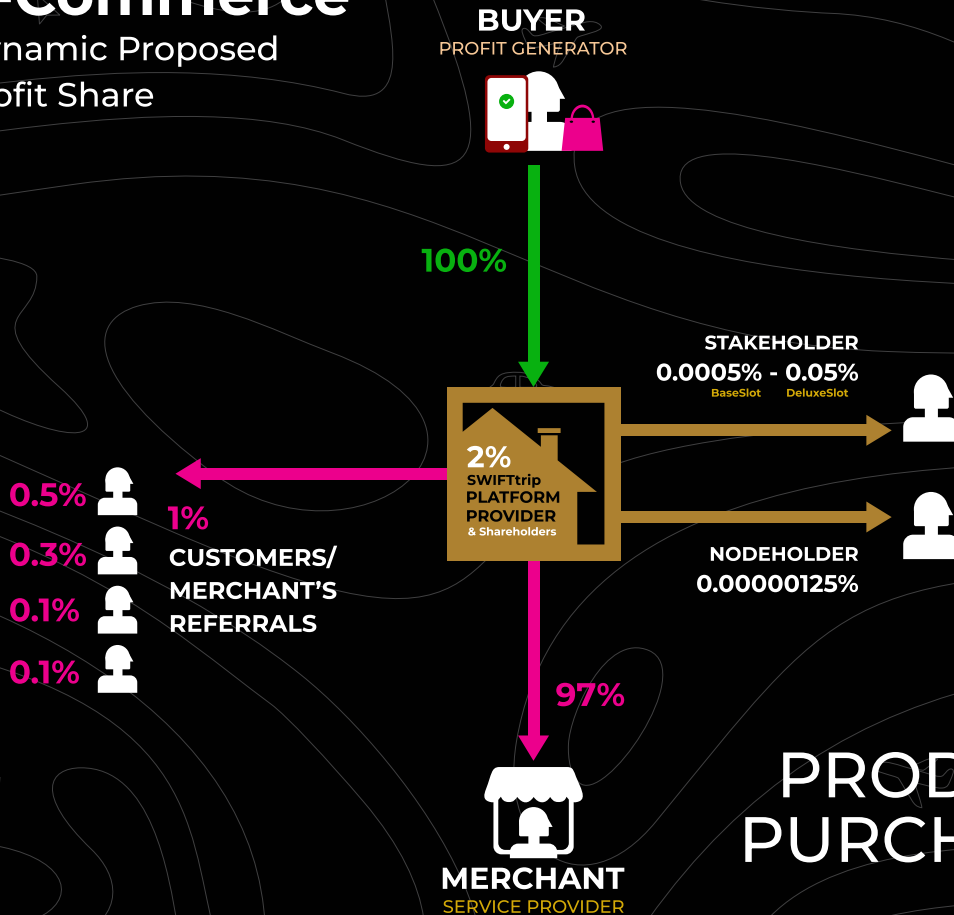 -Commerce
ynamic Proposed
ofit Share
BUYER
PROFIT GENERATOR
100%
STAKEHOLDER
0.0005% - 0.05%
BaseSlot DeluxeSlot
2%
SWIFTtrip
PLATFORM
PROVIDER
& Shareholders
NODEHOLDER
0.00000125%
0.5%
0.3%
0.1%
0.1%
1%
CUSTOMERS/
MERCHANT'S
REFERRALS
97%
MERCHANT
SERVICE PROVIDER
PROD
PURCH